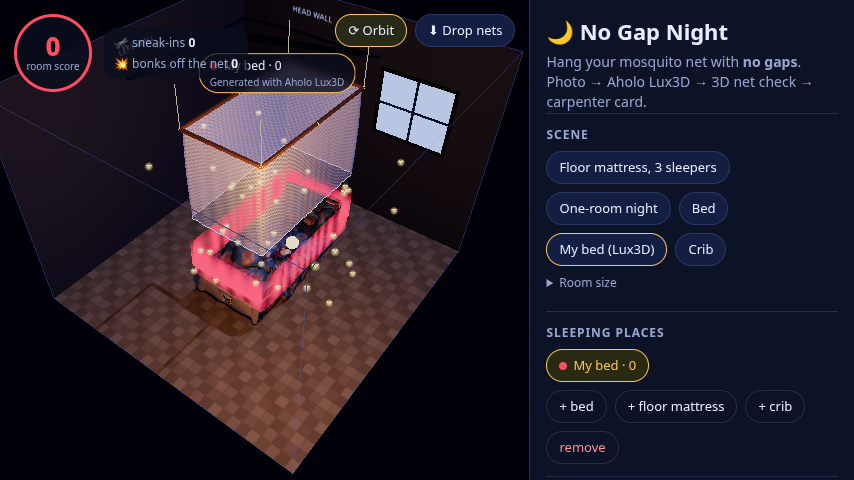 0
room score
sneak-ins 0
bonks off the net 0
bed · 0
Generated with Aholo Lux3D
HEAD WALL
⟳ Orbit
⬇ Drop nets
🌙 No Gap Night
Hang your mosquito net with no gaps.
Photo → Aholo Lux3D → 3D net check →
carpenter card.
SCENE
Floor mattress, 3 sleepers
One-room night
Bed
My bed (Lux3D)
Crib
▶ Room size
SLEEPING PLACES
My bed · 0
+ bed
+ floor mattress
+ crib
remove